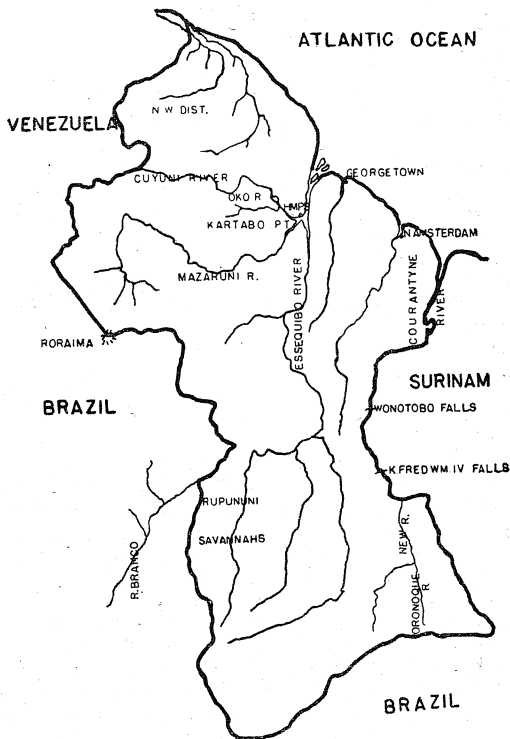 ATLANTIC OCEAN
N W DIST.
VENEZUELA
CUYUNI RIVER
GEORGETOWN
OKO R
HMPS
KARTABO PT.
N AMSTERDAM
MAZARUNI R.
ESSEQUIBO RIVER
COURANTYNE
RIVER
RORAIMA
SURINAM
BRAZIL
WONOTOBO FALLS
K FRED WM. IV FALLS
RUPUNUNI
SAVANNAHS
NEW R.
R. BRANCO
ORONOQUE
R
BRAZIL